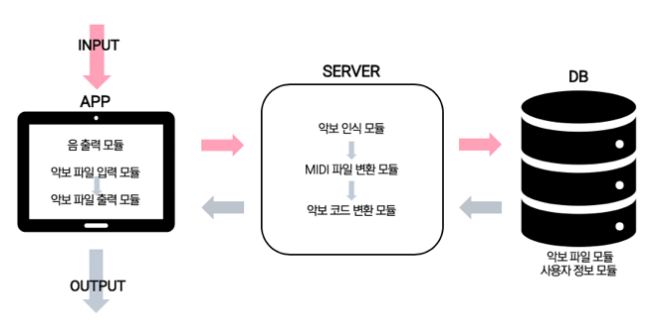 INPUT
APP
음 출력 모듈
악보 파일 입력 모듈
악보 파일 출력 모듈
OUTPUT
SERVER
악보 인식 모듈
MIDI 파일 변환 모듈
악보 코드 변환 모듈
DB
악보 파일 모듈
사용자 정보 모듈